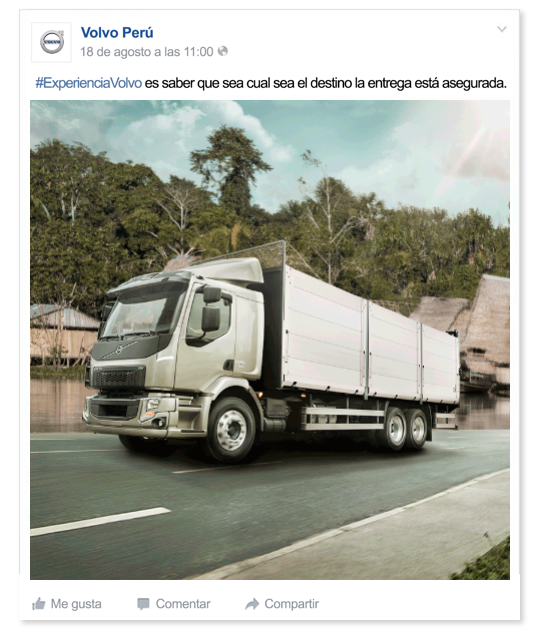 Volvo Perú
18 de agosto a las 11:00
#ExperienciaVolvo es saber que sea cual sea el destino la entrega está asegurada.
Me gusta
Comentar
Compartir